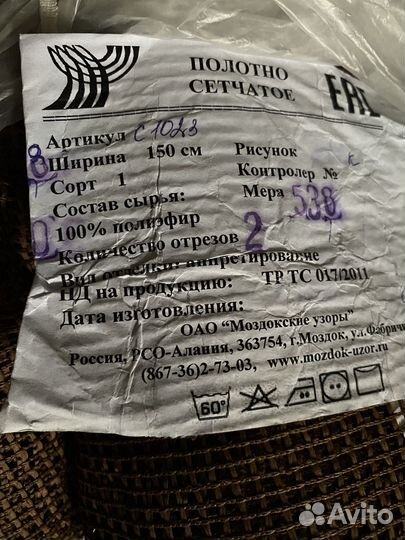 ПОЛОТНО
СЕТЧАТОЕ
EAC
Артикул С1023
Ширина 150 см Рисунок
Сорт 1 Контролер №
Состав сырья: Мера 538
100% полиэфир
Количество отрезов 2
Вид отделки: аппретирование
НД на продукцию: ТР ТС 017/2011
Дата изготовления:
ОАО “Моздокские узоры”
Россия, РСО-Алания, 363754, г.Моздок, ул.Фабричн
(867-36)2-73-03, www.mozdok-uzor.ru
60°
Avito